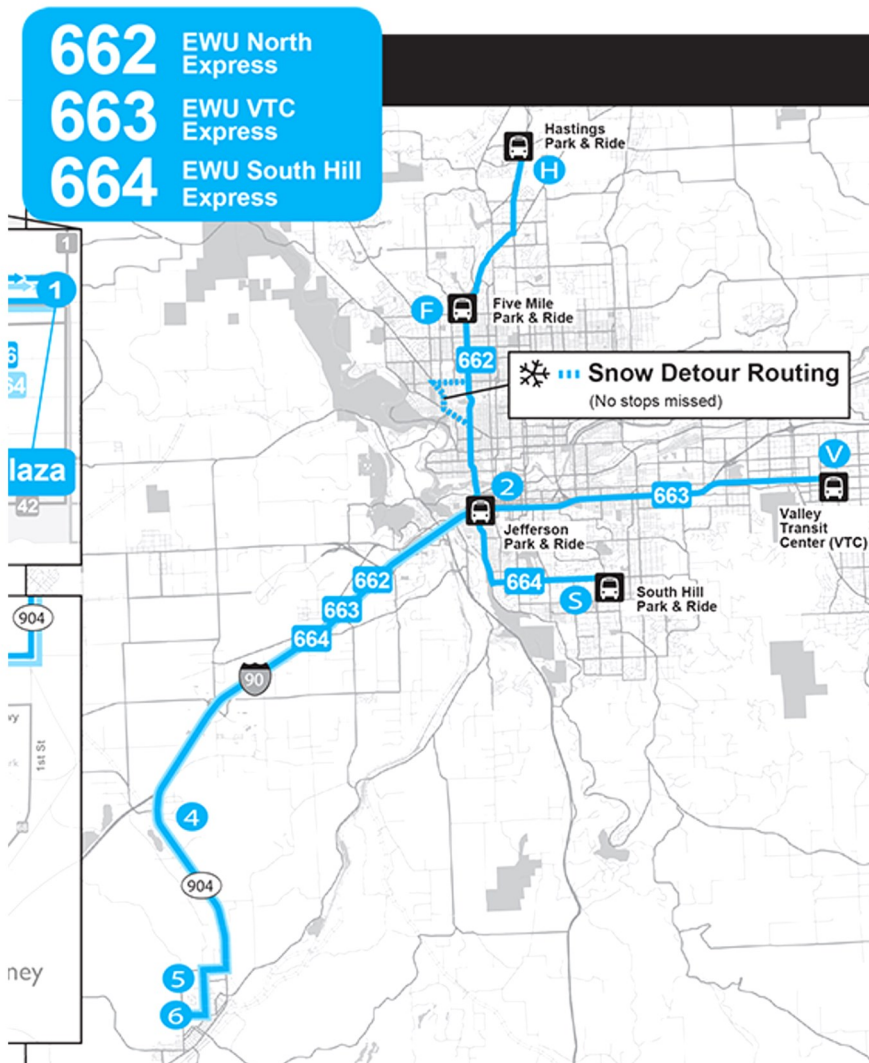 662 EWU North
Express
663 EWU VTC
Express
664 EWU South Hill
Express
Hastings
Park & Ride
H
1
1
F
Five Mile
Park & Ride
662
Snow Detour Routing
(No stops missed)
64
laza
42
V
2
663
Valley
Transit
Center (VTC)
Jefferson
Park & Ride
662
664
S
South Hill
Park & Ride
663
664
904
90
1st St
4
904
ney
5
6